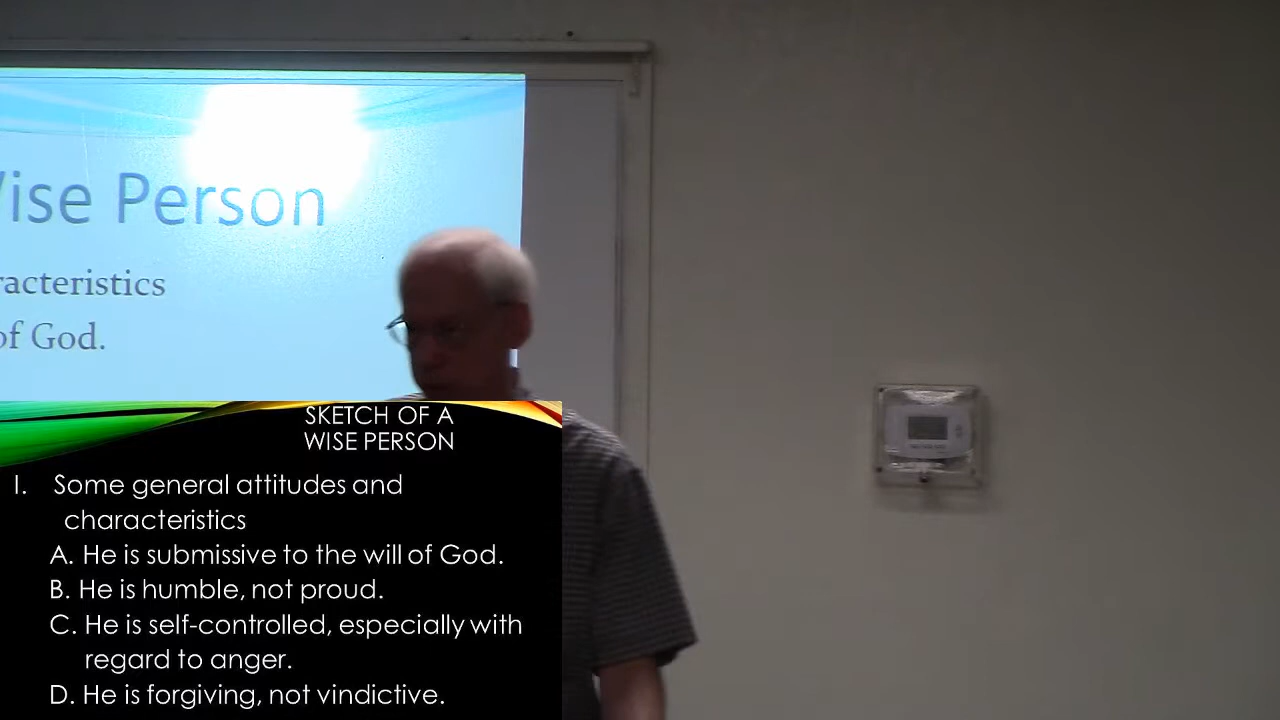 ise Person
racteristics
of God.
SKETCH OF A
WISE PERSON
I. Some general attitudes and
characteristics
A. He is submissive to the will of God.
B. He is humble, not proud.
C. He is self-controlled, especially with
regard to anger.
D. He is forgiving, not vindictive.